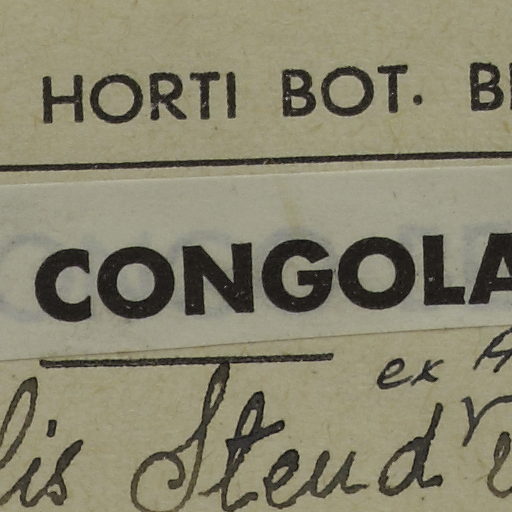 HORTI BOT. B
CONGOLA
ex
lis Steud